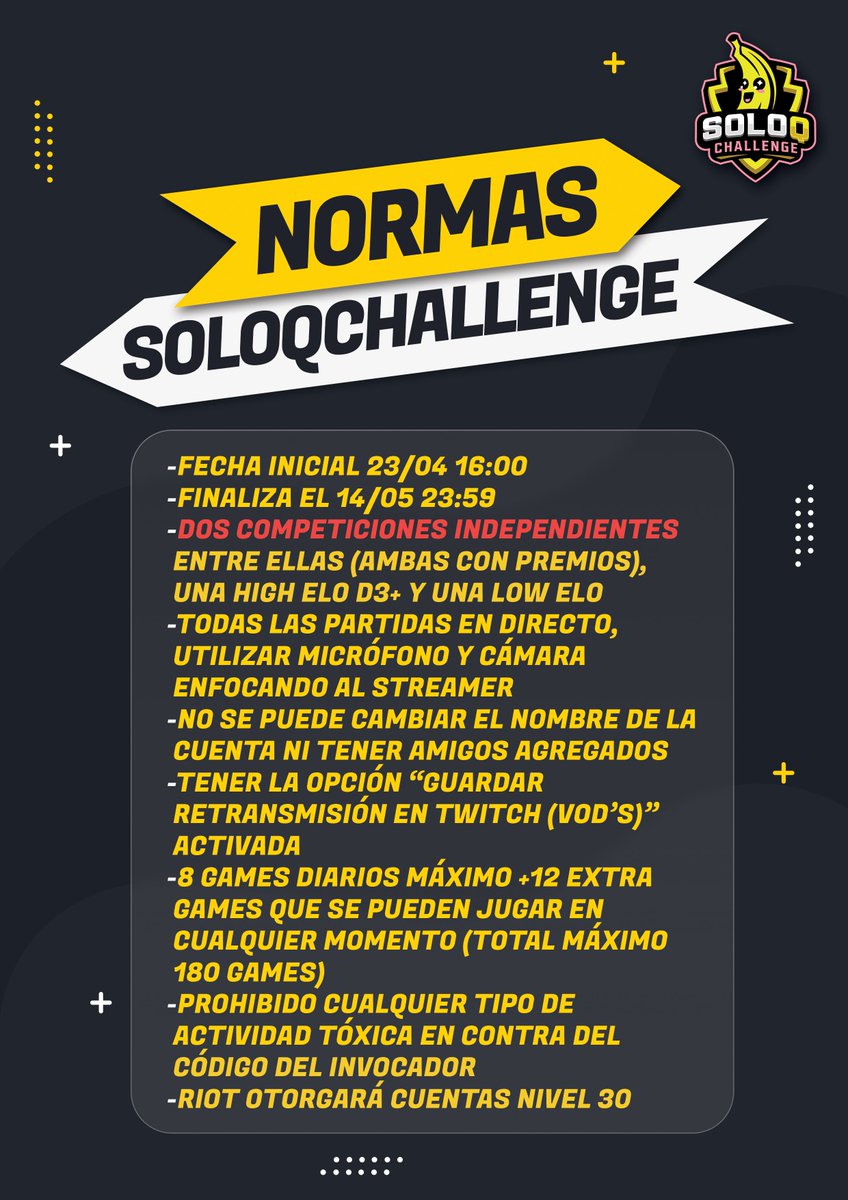 SOLOQ
CHALLENGE
NORMAS
SOLOQCHALLENGE
-FECHA INICIAL 23/04 16:00
-FINALIZA EL 14/05 23:59
-DOS COMPETICIONES INDEPENDIENTES
ENTRE ELLAS (AMBAS CON PREMIOS),
UNA HIGH ELO D3+ Y UNA LOW ELO
-TODAS LAS PARTIDAS EN DIRECTO,
UTILIZAR MICRÓFONO Y CÁMARA
ENFOCANDO AL STREAMER
-NO SE PUEDE CAMBIAR EL NOMBRE DE LA
CUENTA NI TENER AMIGOS AGREGADOS
-TENER LA OPCIÓN “GUARDAR
RETRANSMISIÓN EN TWITCH (VOD’S)”
ACTIVADA
-8 GAMES DIARIOS MÁXIMO +12 EXTRA
GAMES QUE SE PUEDEN JUGAR EN
CUALQUIER MOMENTO (TOTAL MÁXIMO
180 GAMES)
-PROHIBIDO CUALQUIER TIPO DE
ACTIVIDAD TÓXICA EN CONTRA DEL
CÓDIGO DEL INVOCADOR
-RIOT OTORGARÁ CUENTAS NIVEL 30